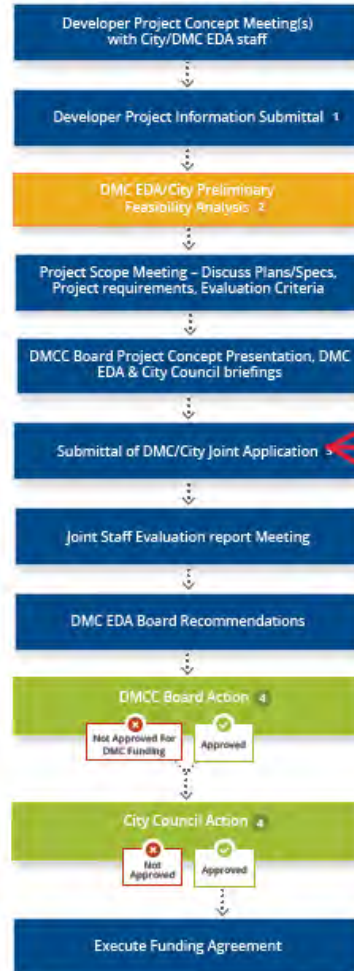 Developer Project Concept Meeting(s)
with City/DMC EDA staff
Developer Project Information Submittal 1
DMC EDA/City Preliminary
Feasibility Analysis 2
Project Scope Meeting – Discuss Plans/Specs,
Project requirements, Evaluation Criteria
DMCC Board Project Concept Presentation, DMC
EDA & City Council briefings
Submittal of DMC/City Joint Application 3
Joint Staff Evaluation report Meeting
DMC EDA Board Recommendations
DMCC Board Action 4
Not Approved For
DMC Funding
Approved
City Council Action 4
Not
Approved
Approved
Execute Funding Agreement